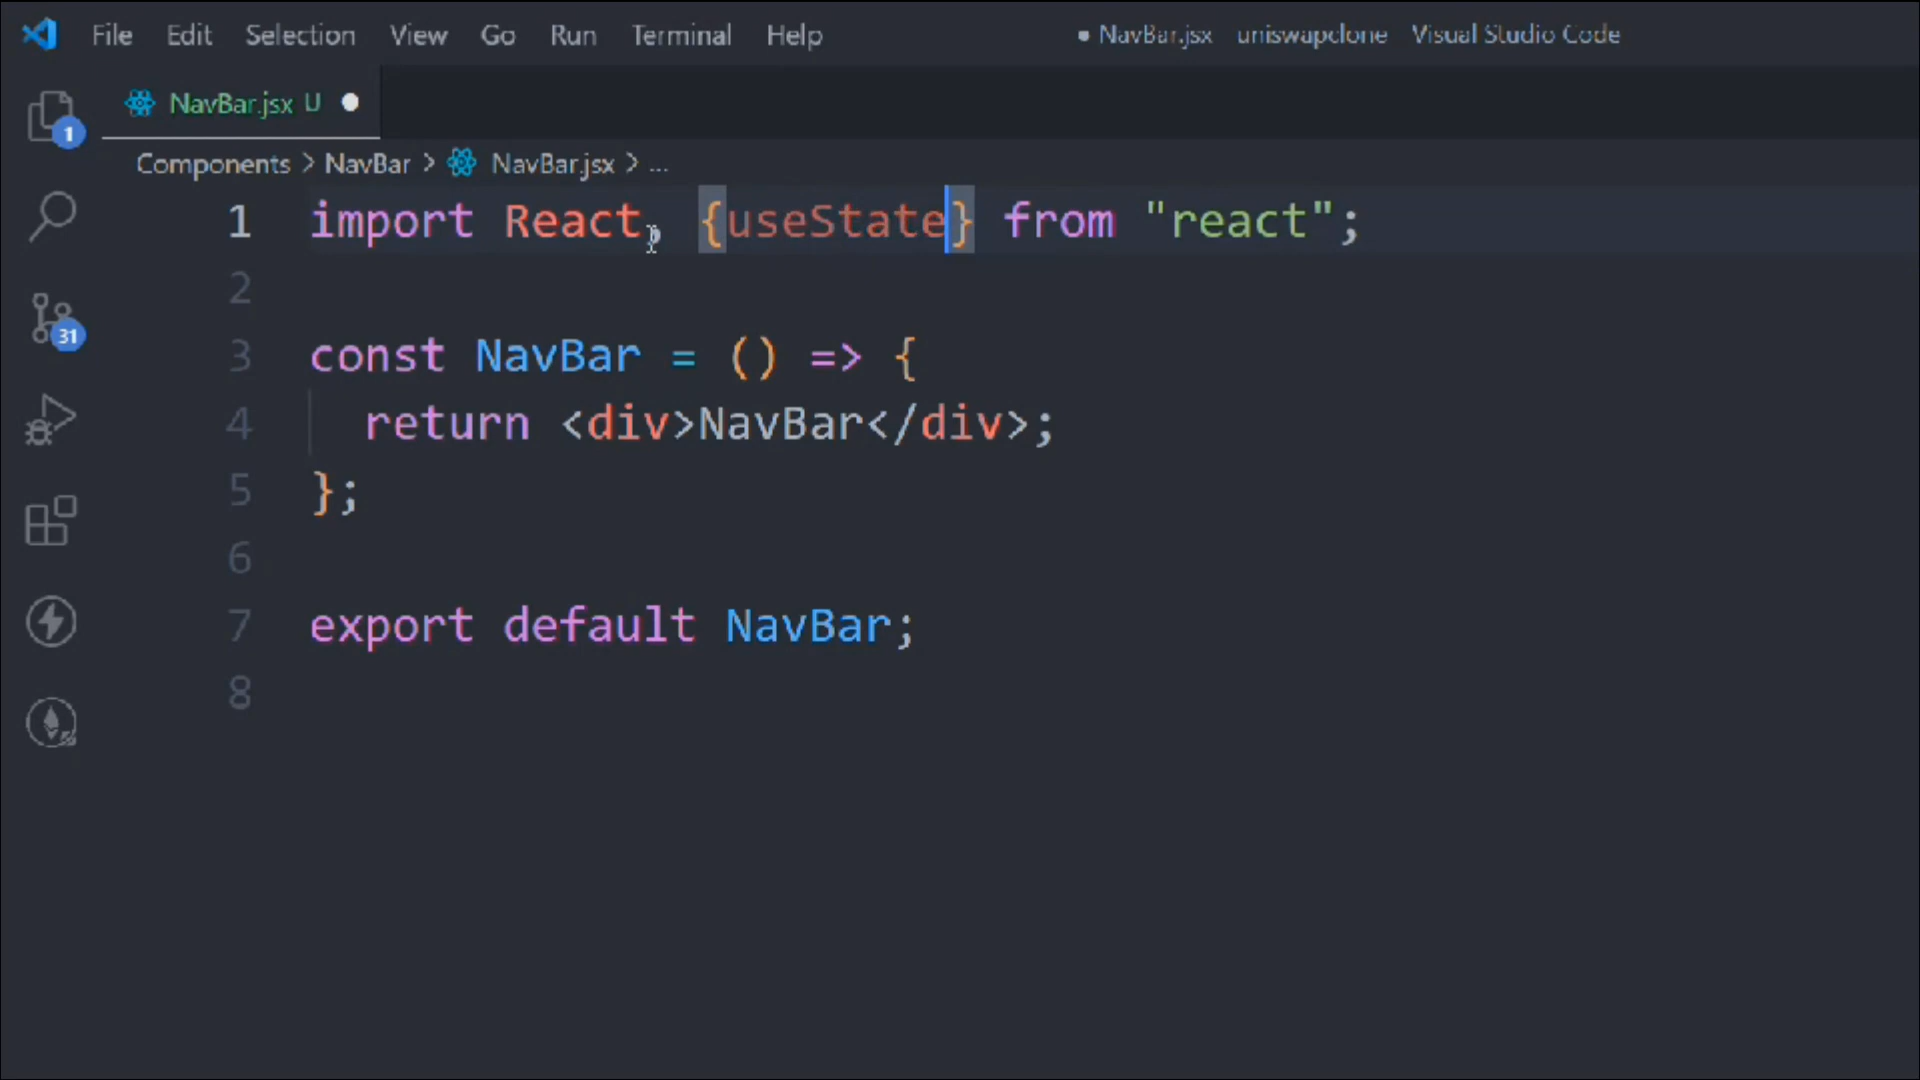 File Edit Selection View Go Run Terminal Help ● NavBar.jsx uniswapclone Visual Studio Code
NavBar.jsx U ●
1
Components > NavBar > NavBar.jsx > ...
1 import React, {useState} from "react";
2
31
3 const NavBar = () => {
4 return <div>NavBar</div>;
5 };
6
7 export default NavBar;
8